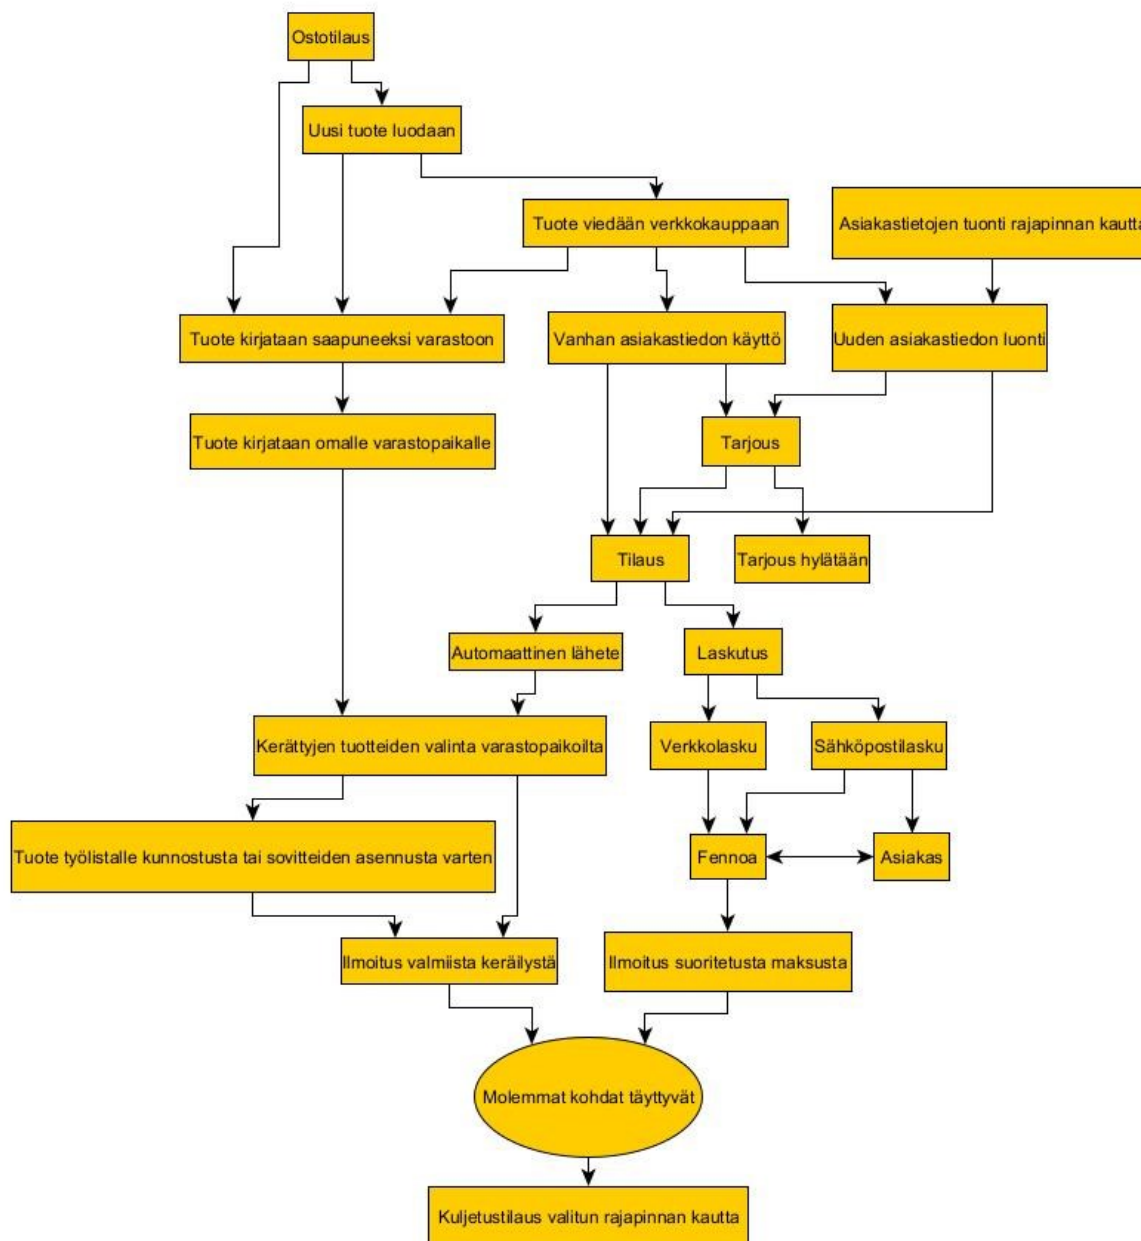 Ostotilaus
Uusi tuote luodaan
Tuote viedään verkkokauppaan
Asiakastietojen tuonti rajapinnan kautta
Tuote kirjataan saapuneeksi varastoon
Vanhan asiakastiedon käyttö
Uuden asiakastiedon luonti
Tuote kirjataan omalle varastopaikalle
Tarjous
Tilaus
Tarjous hylätään
Automaattinen lähete
Laskutus
Kerättyjen tuotteiden valinta varastopaikoilta
Verkkolasku
Sähköpostilasku
Tuote työlistalle kunnostusta tai sovitteiden asennusta varten
Fennoa
Asiakas
Ilmoitus valmiista keräilystä
Ilmoitus suoritetusta maksusta
Molemmat kohdat täyttyvät
Kuljetustilaus valitun rajapinnan kautta